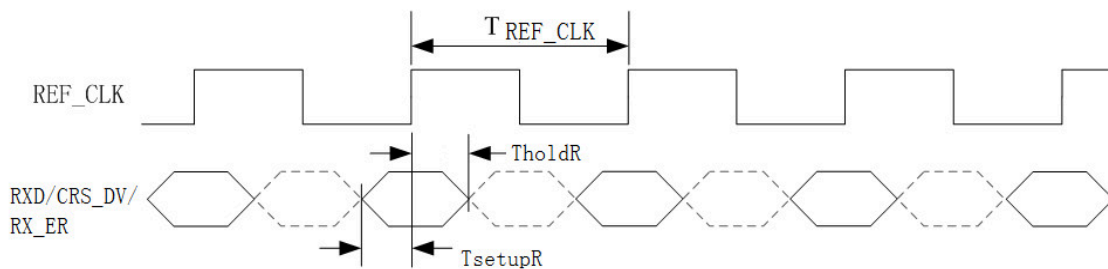 T REF_CLK
REF_CLK
TholdR
RXD/CRS_DV/
RX_ER
TsetupR